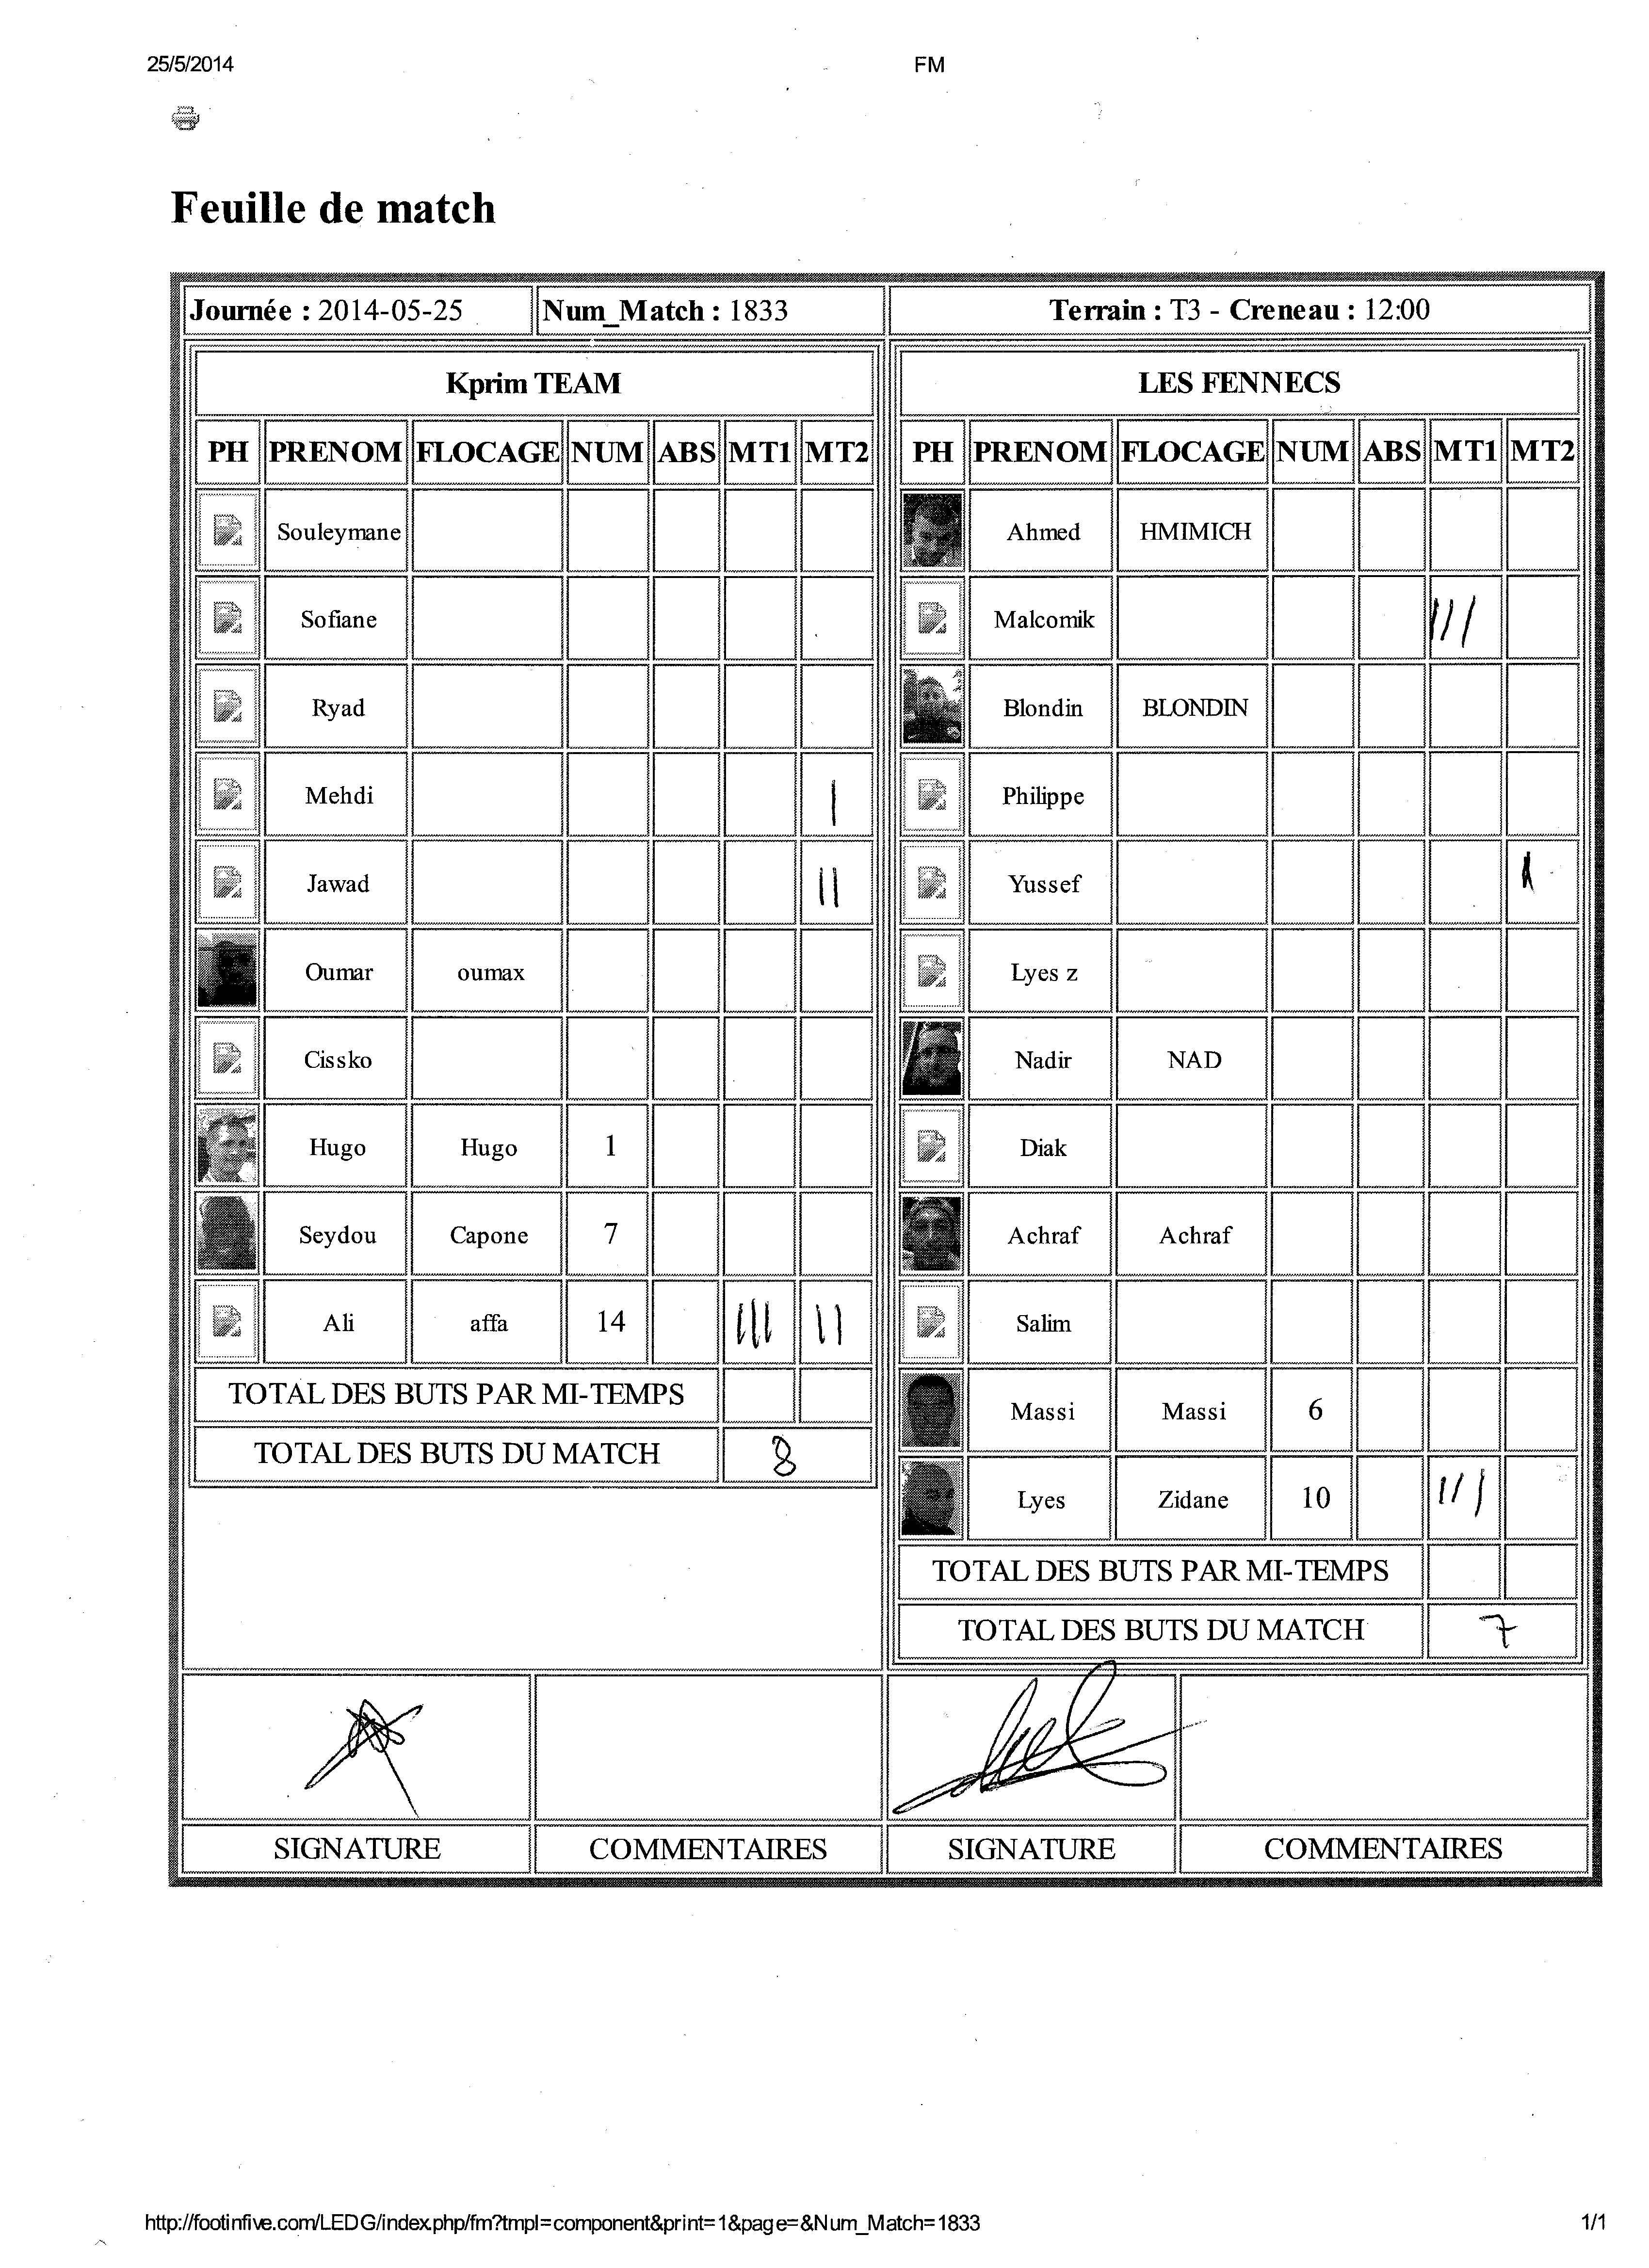 25/5/2014 FM
Feuille de match
Journée : 2014-05-25 Num_Match : 1833 Terrain : T3 - Creneau : 12:00
Kprim TEAM LES FENNECS
PH PRENOM FLOCAGE NUM ABS MT1 MT2 PH PRENOM FLOCAGE NUM ABS MT1 MT2
Souleymane Ahmed HMIMICH
Sofiane Malcomik |||
Ryad Blondin BLONDIN
Mehdi | Philippe
Jawad || Yussef |
Oumar oumax Lyes z
Cissko Nadir NAD
Hugo Hugo 1 Diak
Seydou Capone 7 Achraf Achraf
Ali affa 14 ||| || Salim
TOTAL DES BUTS PAR MI-TEMPS Massi Massi 6
TOTAL DES BUTS DU MATCH 8 Lyes Zidane 10 |||
TOTAL DES BUTS PAR MI-TEMPS
TOTAL DES BUTS DU MATCH 7
SIGNATURE COMMENTAIRES SIGNATURE COMMENTAIRES
http://footinfive.com/LEDG/index.php/fm?tmpl=component&print=1&page=&Num_Match=1833 1/1